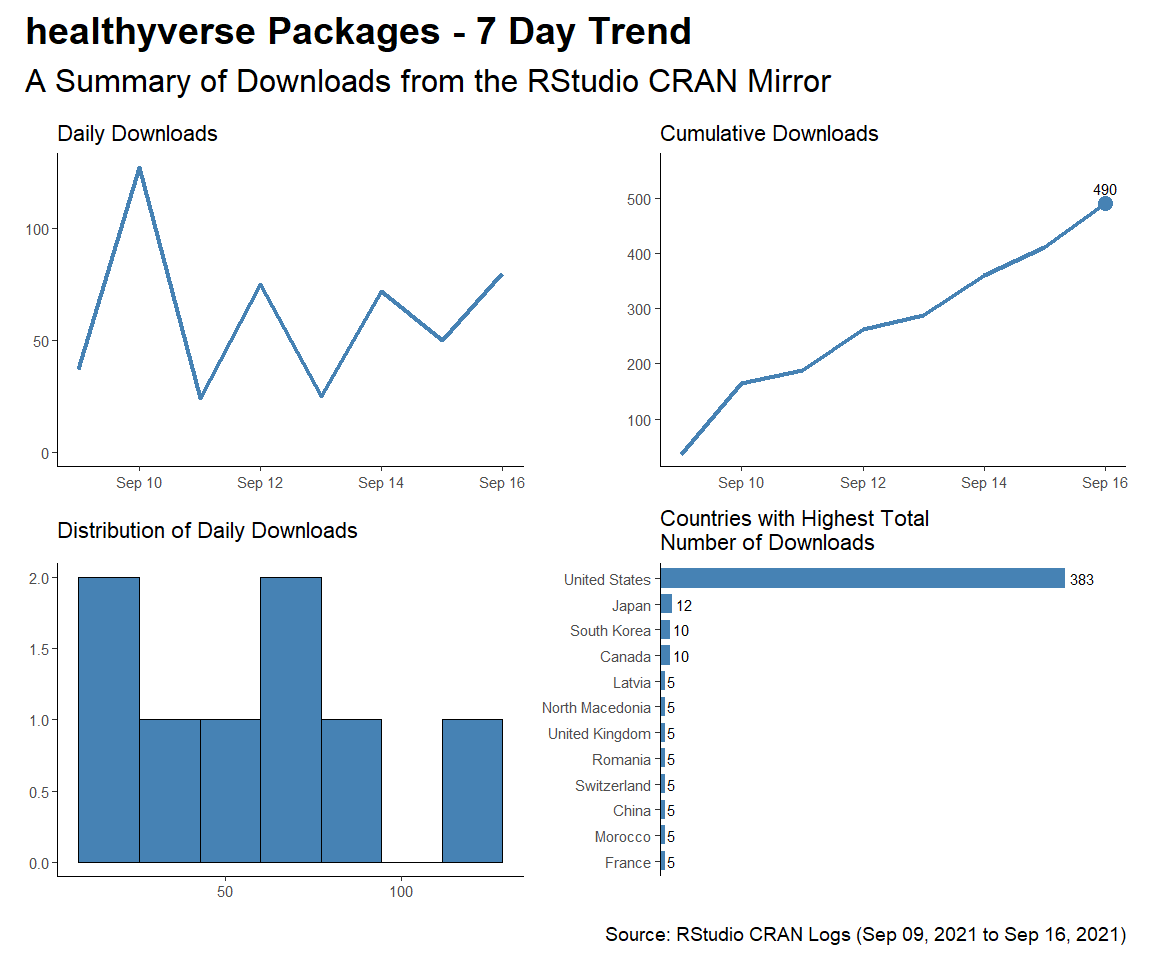 healthyverse Packages - 7 Day Trend
A Summary of Downloads from the RStudio CRAN Mirror
Daily Downloads
100
50
0
Sep 10
Sep 12
Sep 14
Sep 16
Cumulative Downloads
490
500
400
300
200
100
Sep 10
Sep 12
Sep 14
Sep 16
Distribution of Daily Downloads
2.0
1.5
1.0
0.5
0.0
50
100
Countries with Highest Total
Number of Downloads
United States 383
Japan 12
South Korea 10
Canada 10
Latvia 5
North Macedonia 5
United Kingdom 5
Romania 5
Switzerland 5
China 5
Morocco 5
France 5
Source: RStudio CRAN Logs (Sep 09, 2021 to Sep 16, 2021)